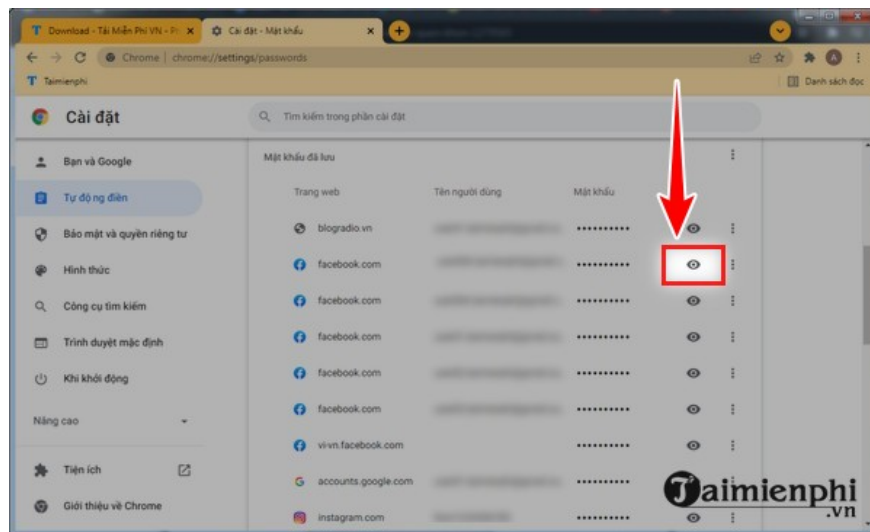 Download - Tải Miễn Phí VN - Ph
Cài đặt - Mật khẩu
Chrome | chrome://settings/passwords
Taimienphi
Danh sách đọc
Cài đặt
Tìm kiếm trong phần cài đặt
Bạn và Google
Tự động điền
Bảo mật và quyền riêng tư
Hình thức
Công cụ tìm kiếm
Trình duyệt mặc định
Khi khởi động
Nâng cao
Tiện ích
Giới thiệu về Chrome
Mật khẩu đã lưu
Trang web Tên người dùng Mật khẩu
blogradio.vn ••••••••••
facebook.com ••••••••••
facebook.com ••••••••••
facebook.com ••••••••••
facebook.com ••••••••••
facebook.com ••••••••••
vi-vn.facebook.com ••••••••••
accounts.google.com ••••••••••
instagram.com ••••••••••
Taimienphi
.vn